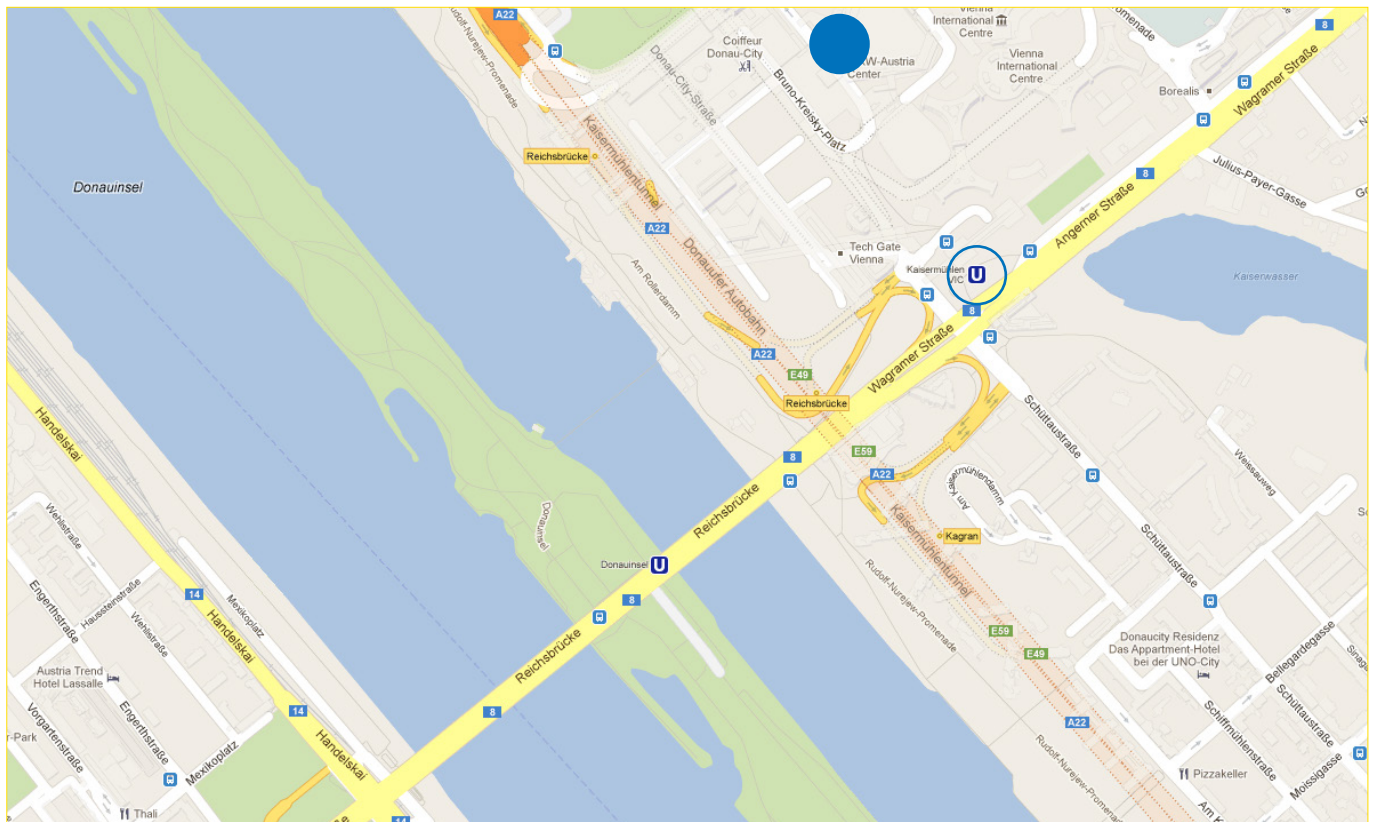 A22
Rudolf-Nurejew-Promenade
Coiffeur
Donau-City
Donau-City-Straße
Bruno-Kreisky-Platz
Vienna
International
Centre
Vienna
International
Centre
-Austria
Center
Borealis
Wagramer Straße
8
8
Angerner Straße
Julius-Payer-Gasse
Kaiserwasser
Donauinsel
Reichsbrücke
Kaisermühlentunnel
A22
Donauufer Autobahn
Am Rollerdamm
Tech Gate
Vienna
Kaisermühlen
VIC
U
8
A22
E49
Wagramer Straße
Reichsbrücke
Schüttaustraße
E59
8
A22
Am Kaisermühlendamm
Weissauweg
Kaisermühlentunnel
Kagran
Reichsbrücke
Donauinsel
Donauinsel
U
8
Schüttaustraße
Rudolf-Nurejew-Promenade
E59
E49
Donaucity Residenz
Das Appartment-Hotel
bei der UNO-City
Bellegardegasse
Schüttaustraße
Schiffmühlenstraße
Moissigasse
A22
Rudolf-Nurejew-Promenade
Pizzakeller
Handelskai
Wehlistraße
Engerthstraße
Haussteinstraße
Wehlistraße
14
Mexikoplatz
Handelskai
Austria Trend
Hotel Lassalle
Vorgartenstraße
Engerthstraße
Mexikoplatz
r-Park
14
Handelskai
Reichsbrücke
8
Thali
14